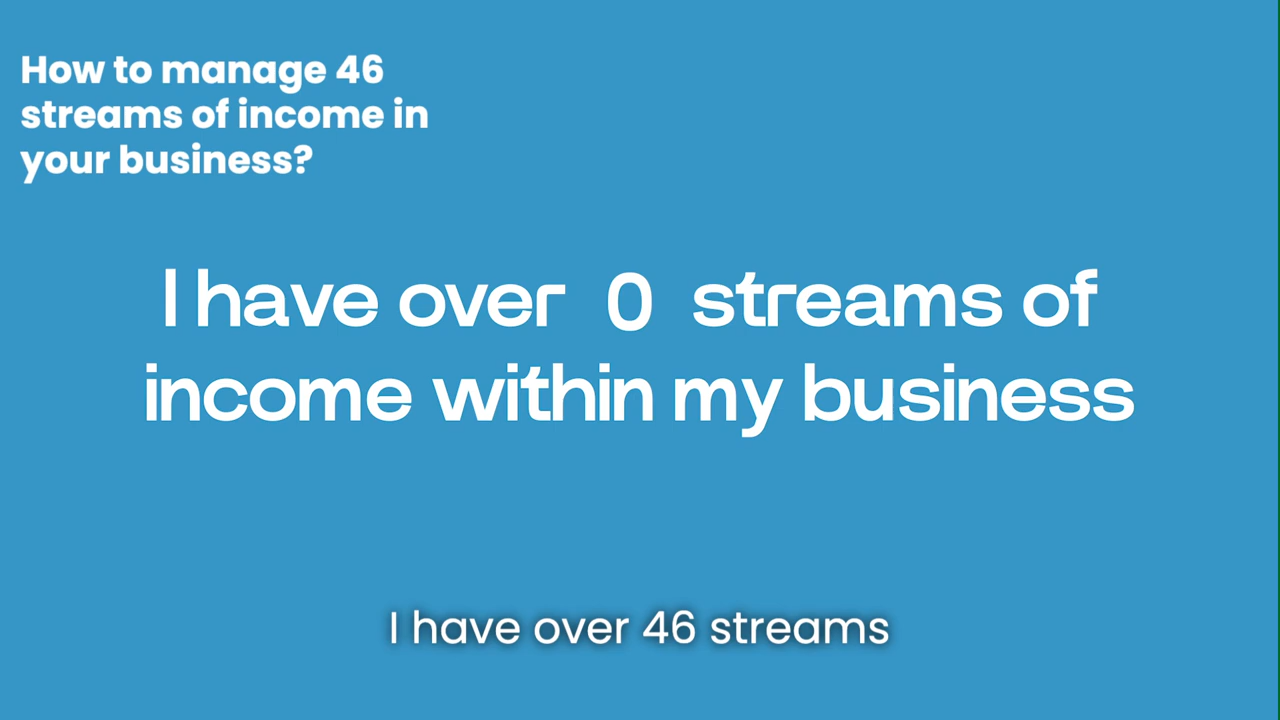 How to manage 46
streams of income in
your business?
I have over 0 streams of
income within my business
I have over 46 streams